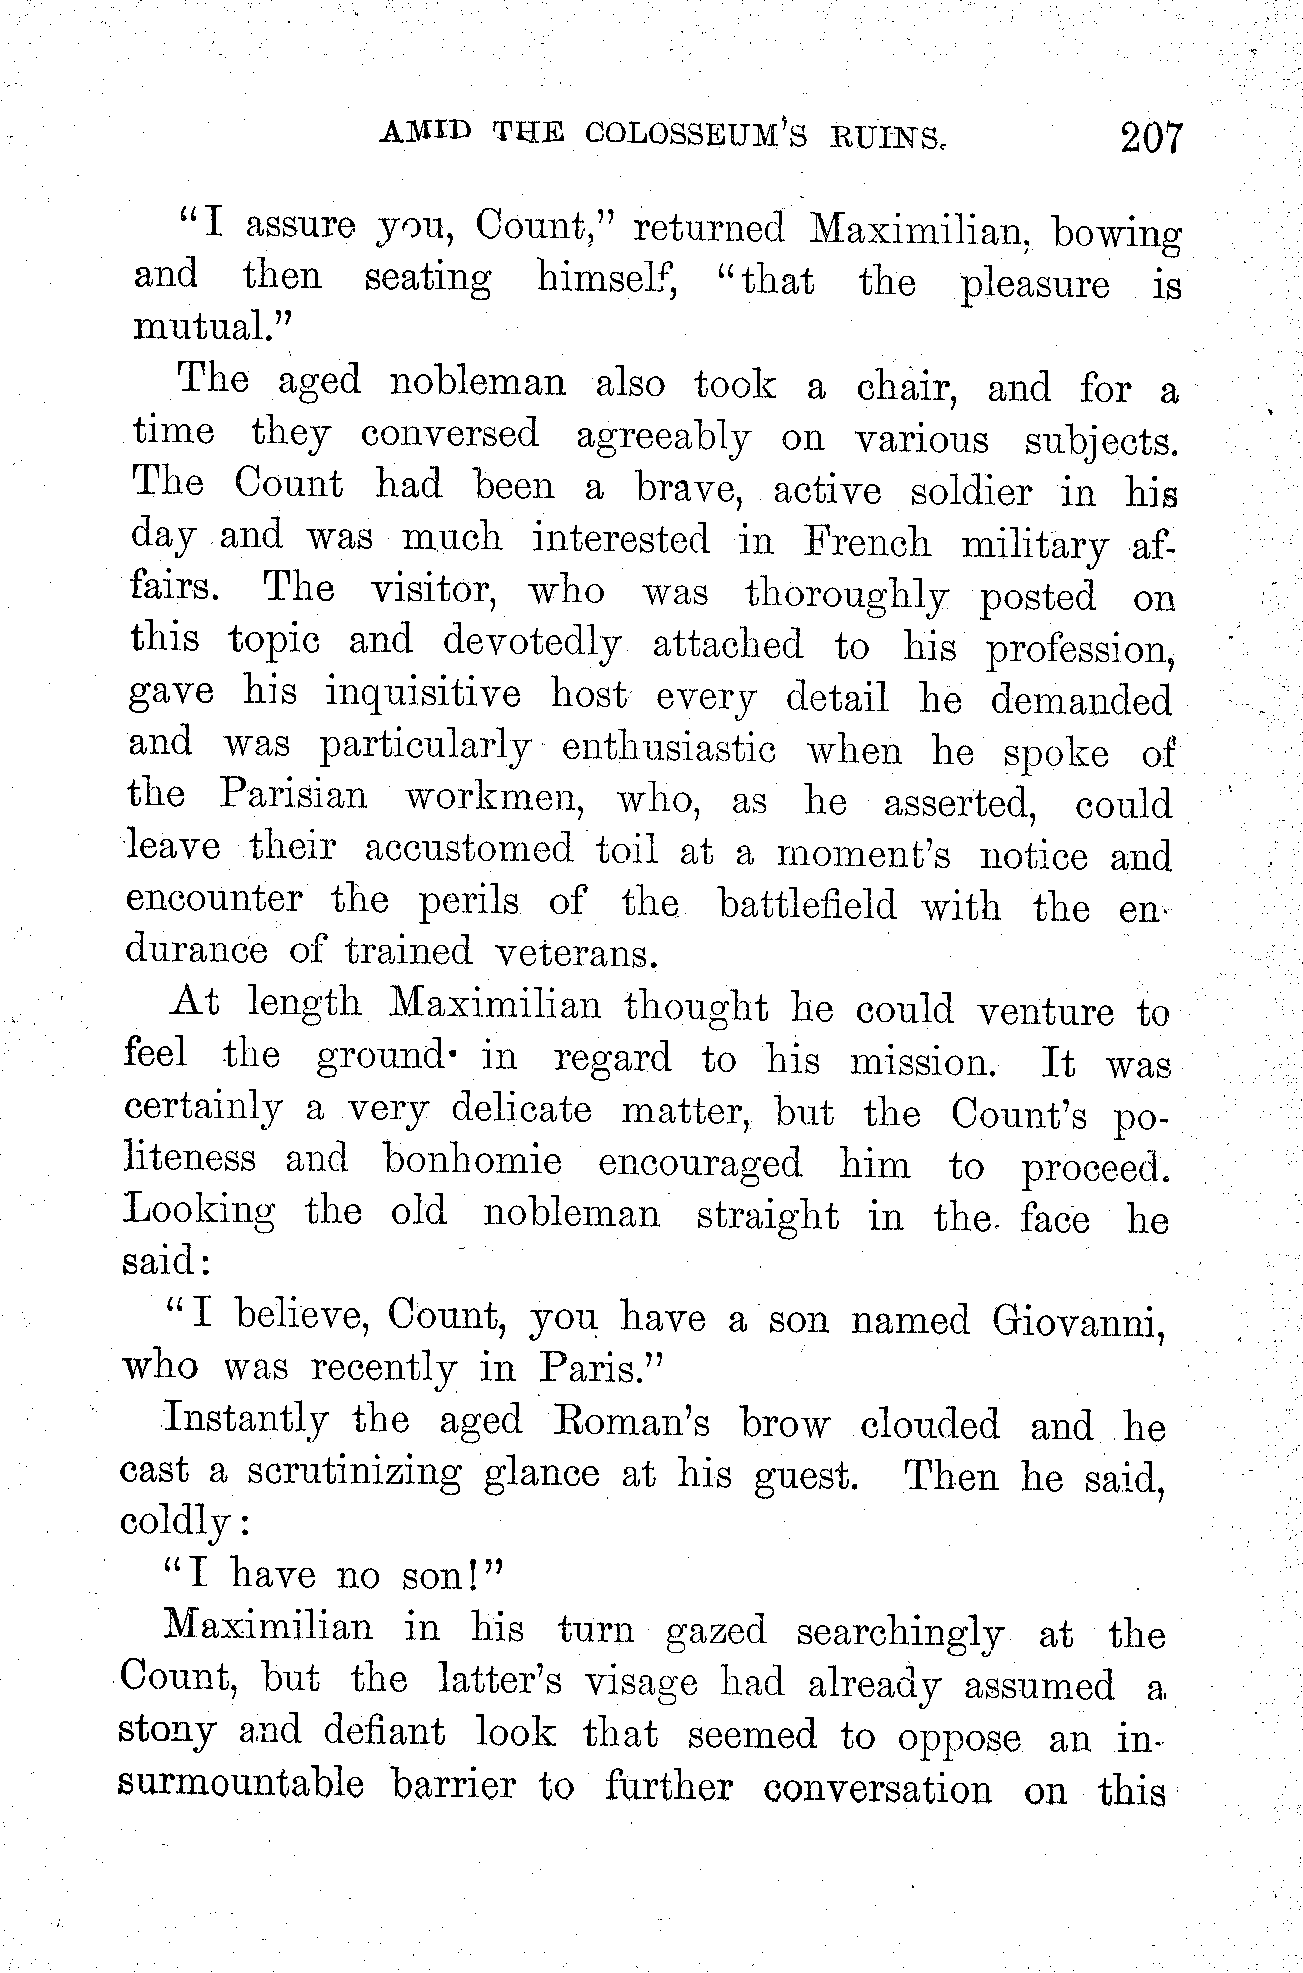 AMID THE COLOSSEUM'S RUINS. 207
"I assure you, Count," returned Maximilian, bowing
and then seating himself, "that the pleasure is
mutual."
The aged nobleman also took a chair, and for a
time they conversed agreeably on various subjects.
The Count had been a brave, active soldier in his
day and was much interested in French military af-
fairs. The visitor, who was thoroughly posted on
this topic and devotedly attached to his profession,
gave his inquisitive host every detail he demanded
and was particularly enthusiastic when he spoke of
the Parisian workmen, who, as he asserted, could
leave their accustomed toil at a moment's notice and
encounter the perils of the battlefield with the en-
durance of trained veterans.
At length Maximilian thought he could venture to
feel the ground in regard to his mission. It was
certainly a very delicate matter, but the Count's po-
liteness and bonhomie encouraged him to proceed.
Looking the old nobleman straight in the face he
said:
"I believe, Count, you have a son named Giovanni,
who was recently in Paris."
Instantly the aged Roman's brow clouded and he
cast a scrutinizing glance at his guest. Then he said,
coldly:
"I have no son!"
Maximilian in his turn gazed searchingly at the
Count, but the latter's visage had already assumed a
stony and defiant look that seemed to oppose an in-
surmountable barrier to further conversation on this